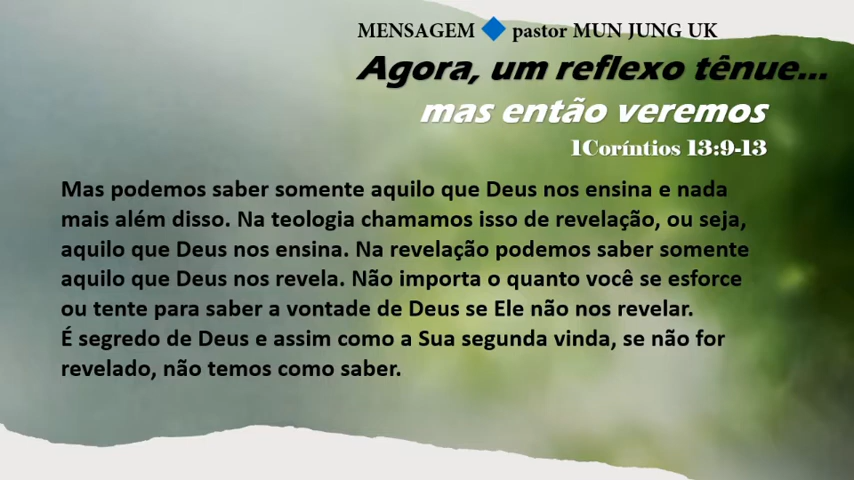 MENSAGEM 🔷 pastor MUN JUNG UK
Agora, um reflexo tênue...
mas então veremos
1Coríntios 13:9-13
Mas podemos saber somente aquilo que Deus nos ensina e nada
mais além disso. Na teologia chamamos isso de revelação, ou seja,
aquilo que Deus nos ensina. Na revelação podemos saber somente
aquilo que Deus nos revela. Não importa o quanto você se esforce
ou tente para saber a vontade de Deus se Ele não nos revelar.
É segredo de Deus e assim como a Sua segunda vinda, se não for
revelado, não temos como saber.